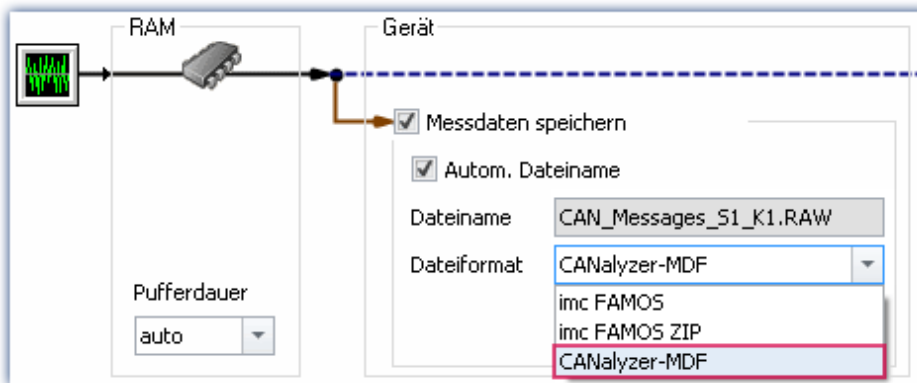 RAM
Gerät
Messdaten speichern
Autom. Dateiname
Dateiname CAN_Messages_S1_K1.RAW
Dateiformat CANalyzer-MDF
Pufferdauer
imc FAMOS
auto
imc FAMOS ZIP
CANalyzer-MDF